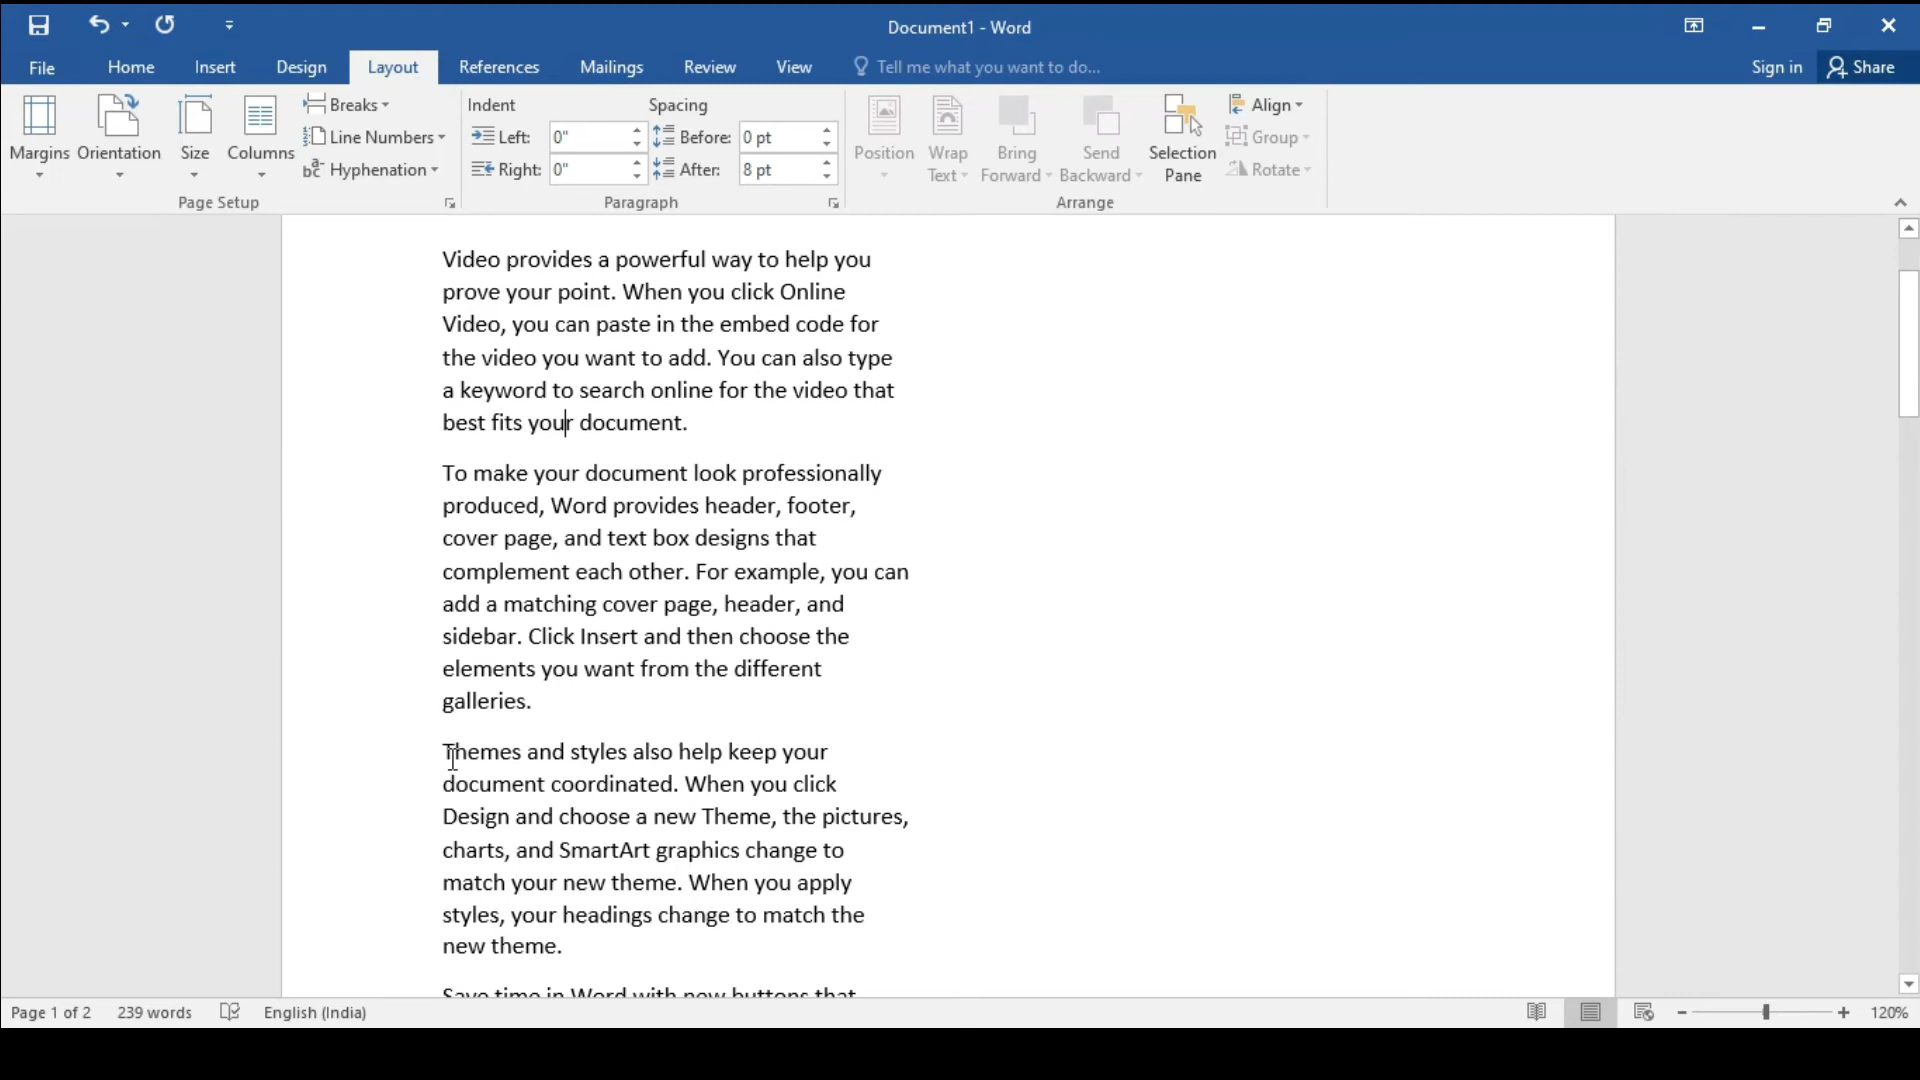 Document1 - Word
File Home Insert Design Layout References Mailings Review View Tell me what you want to do... Sign in Share
Margins Orientation Size Columns
Breaks
Line Numbers
Hyphenation
Page Setup
Indent Spacing
Left: 0" Before: 0 pt
Right: 0" After: 8 pt
Paragraph
Position Wrap Text Bring Forward Send Backward Selection Pane
Align
Group
Rotate
Arrange
Video provides a powerful way to help you
prove your point. When you click Online
Video, you can paste in the embed code for
the video you want to add. You can also type
a keyword to search online for the video that
best fits your document.
To make your document look professionally
produced, Word provides header, footer,
cover page, and text box designs that
complement each other. For example, you can
add a matching cover page, header, and
sidebar. Click Insert and then choose the
elements you want from the different
galleries.
Themes and styles also help keep your
document coordinated. When you click
Design and choose a new Theme, the pictures,
charts, and SmartArt graphics change to
match your new theme. When you apply
styles, your headings change to match the
new theme.
Save time in Word with new buttons that
Page 1 of 2 239 words English (India) 120%